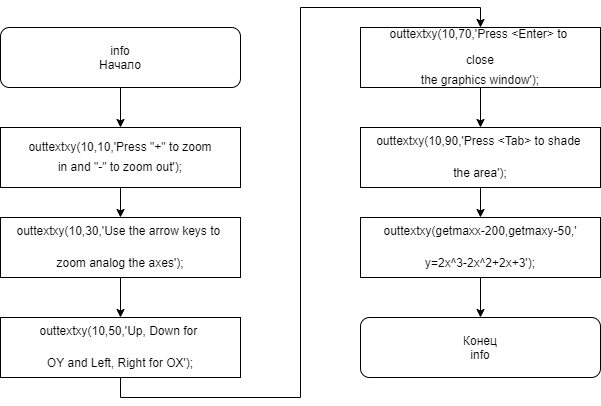 info
Начало
outtextxy(10,10,'Press "+" to zoom
in and "-" to zoom out');
outtextxy(10,30,'Use the arrow keys to
zoom analog the axes');
outtextxy(10,50,'Up, Down for
OY and Left, Right for OX');
outtextxy(10,70,'Press <Enter> to
close
the graphics window');
outtextxy(10,90,'Press <Tab> to shade
the area');
outtextxy(getmaxx-200,getmaxy-50,'
y=2x^3-2x^2+2x+3');
Конец
info